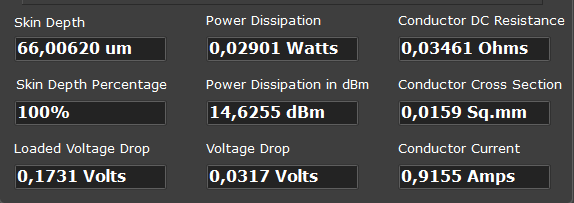 Skin Depth Power Dissipation Conductor DC Resistance
66,00620 um 0,02901 Watts 0,03461 Ohms
Skin Depth Percentage Power Dissipation in dBm Conductor Cross Section
100% 14,6255 dBm 0,0159 Sq.mm
Loaded Voltage Drop Voltage Drop Conductor Current
0,1731 Volts 0,0317 Volts 0,9155 Amps